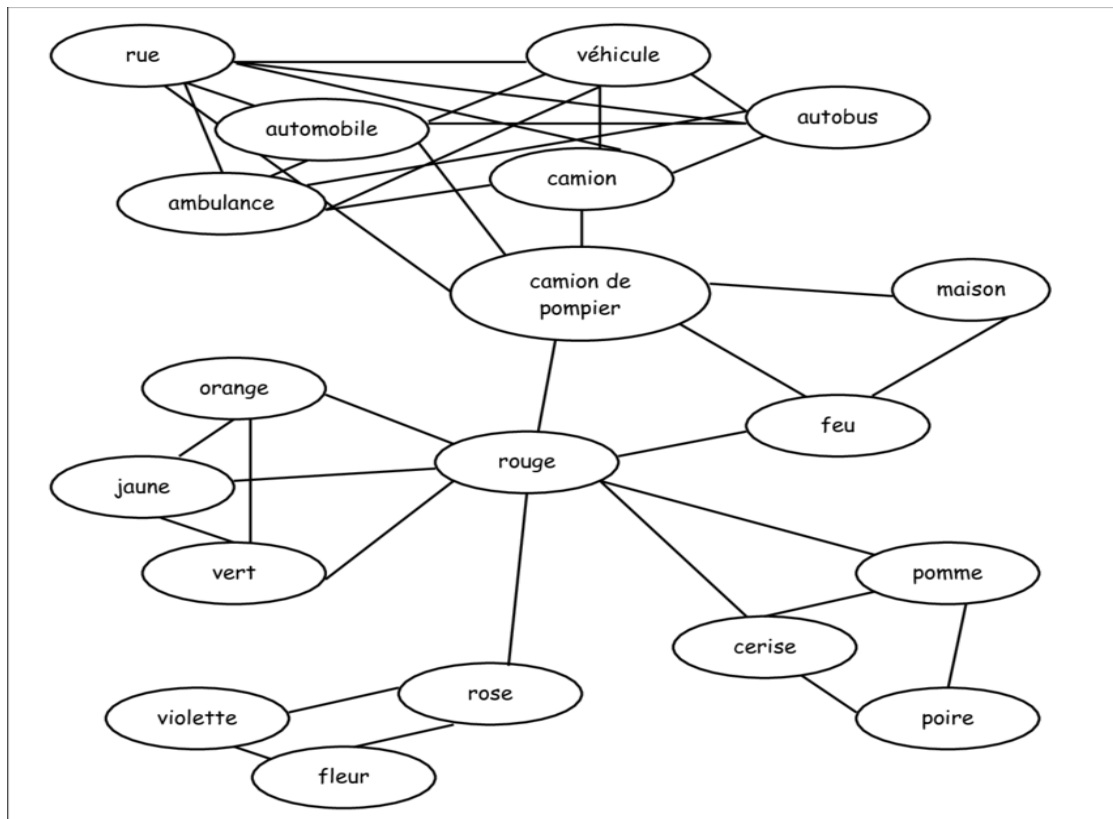 rue
véhicule
automobile
autobus
ambulance
camion
camion de
pompier
maison
orange
feu
rouge
jaune
vert
pomme
cerise
rose
violette
poire
fleur